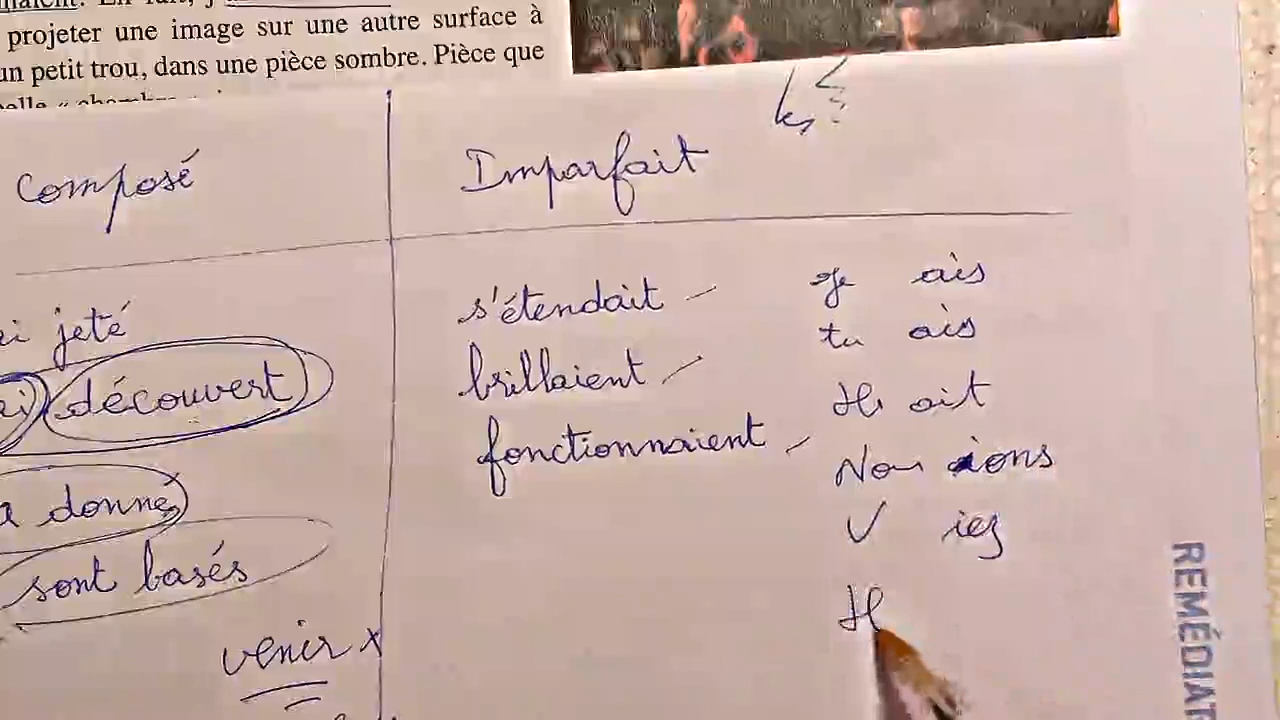 projeter une image sur une autre surface à
un petit trou, dans une pièce sombre. Pièce que
composé
Imparfait
jeté
découvert
a donné
sont basés
venir x
s'étendait -
brillaient -
fonctionnaient -
Je ais
tu ais
Il ait
Nou ions
V iez
Il
REMÉDIAT